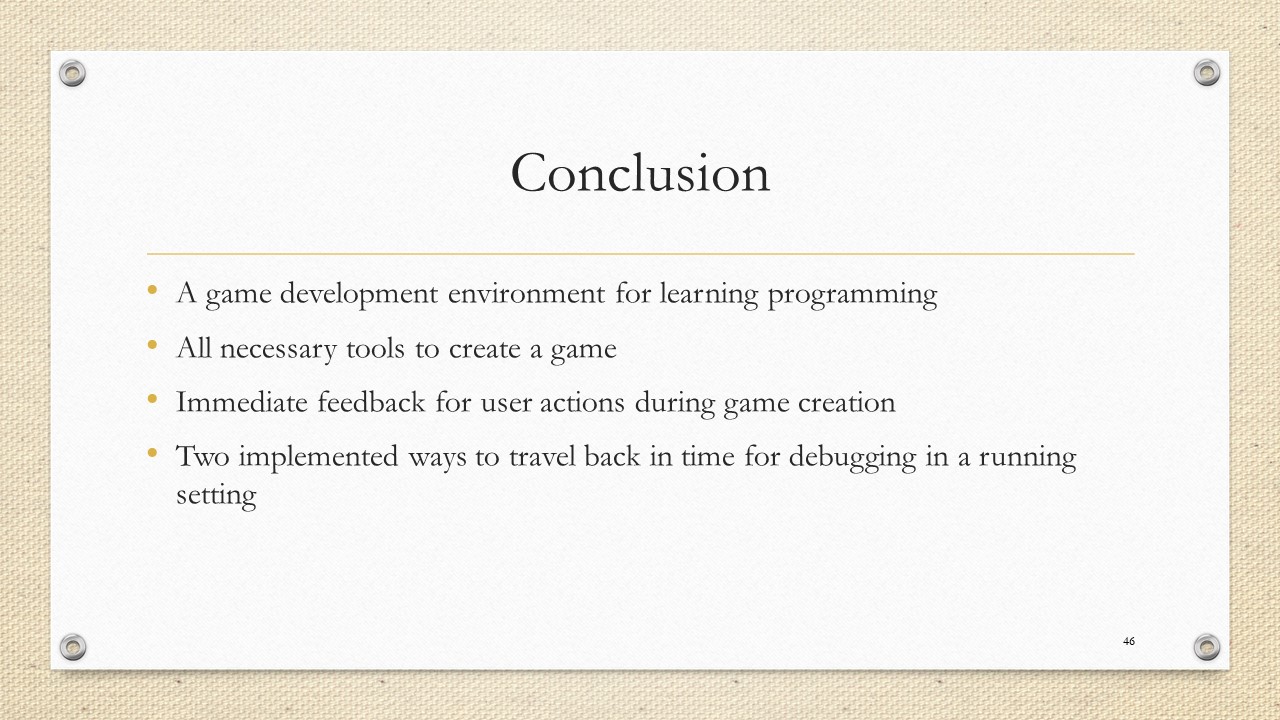 Conclusion
• A game development environment for learning programming
• All necessary tools to create a game
• Immediate feedback for user actions during game creation
• Two implemented ways to travel back in time for debugging in a running
setting
46